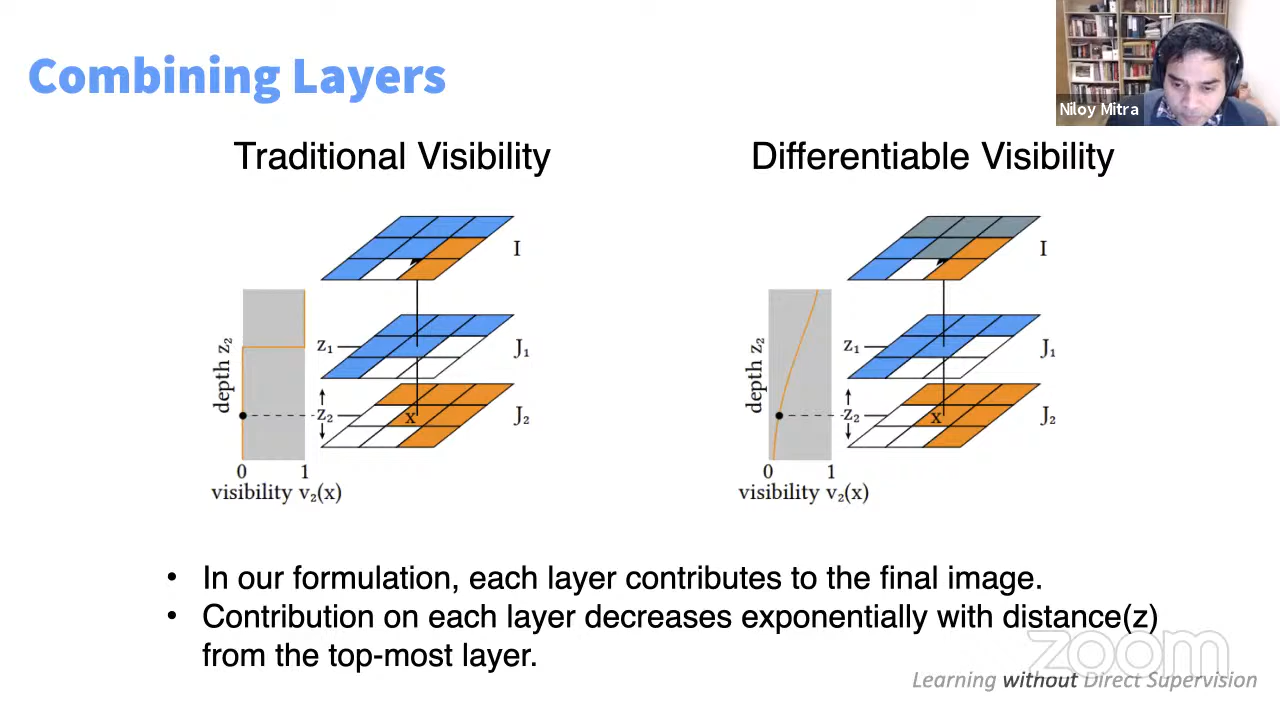 Combining Layers
Niloy Mitra
Traditional Visibility
Differentiable Visibility
I
z₁
J₁
depth z₂
z₂
x
J₂
0 1
visibility v₂(x)
I
z₁
J₁
depth z₂
z₂
x
J₂
0 1
visibility v₂(x)
• In our formulation, each layer contributes to the final image.
• Contribution on each layer decreases exponentially with distance(z)
from the top-most layer.
zoom
Learning without Direct Supervision